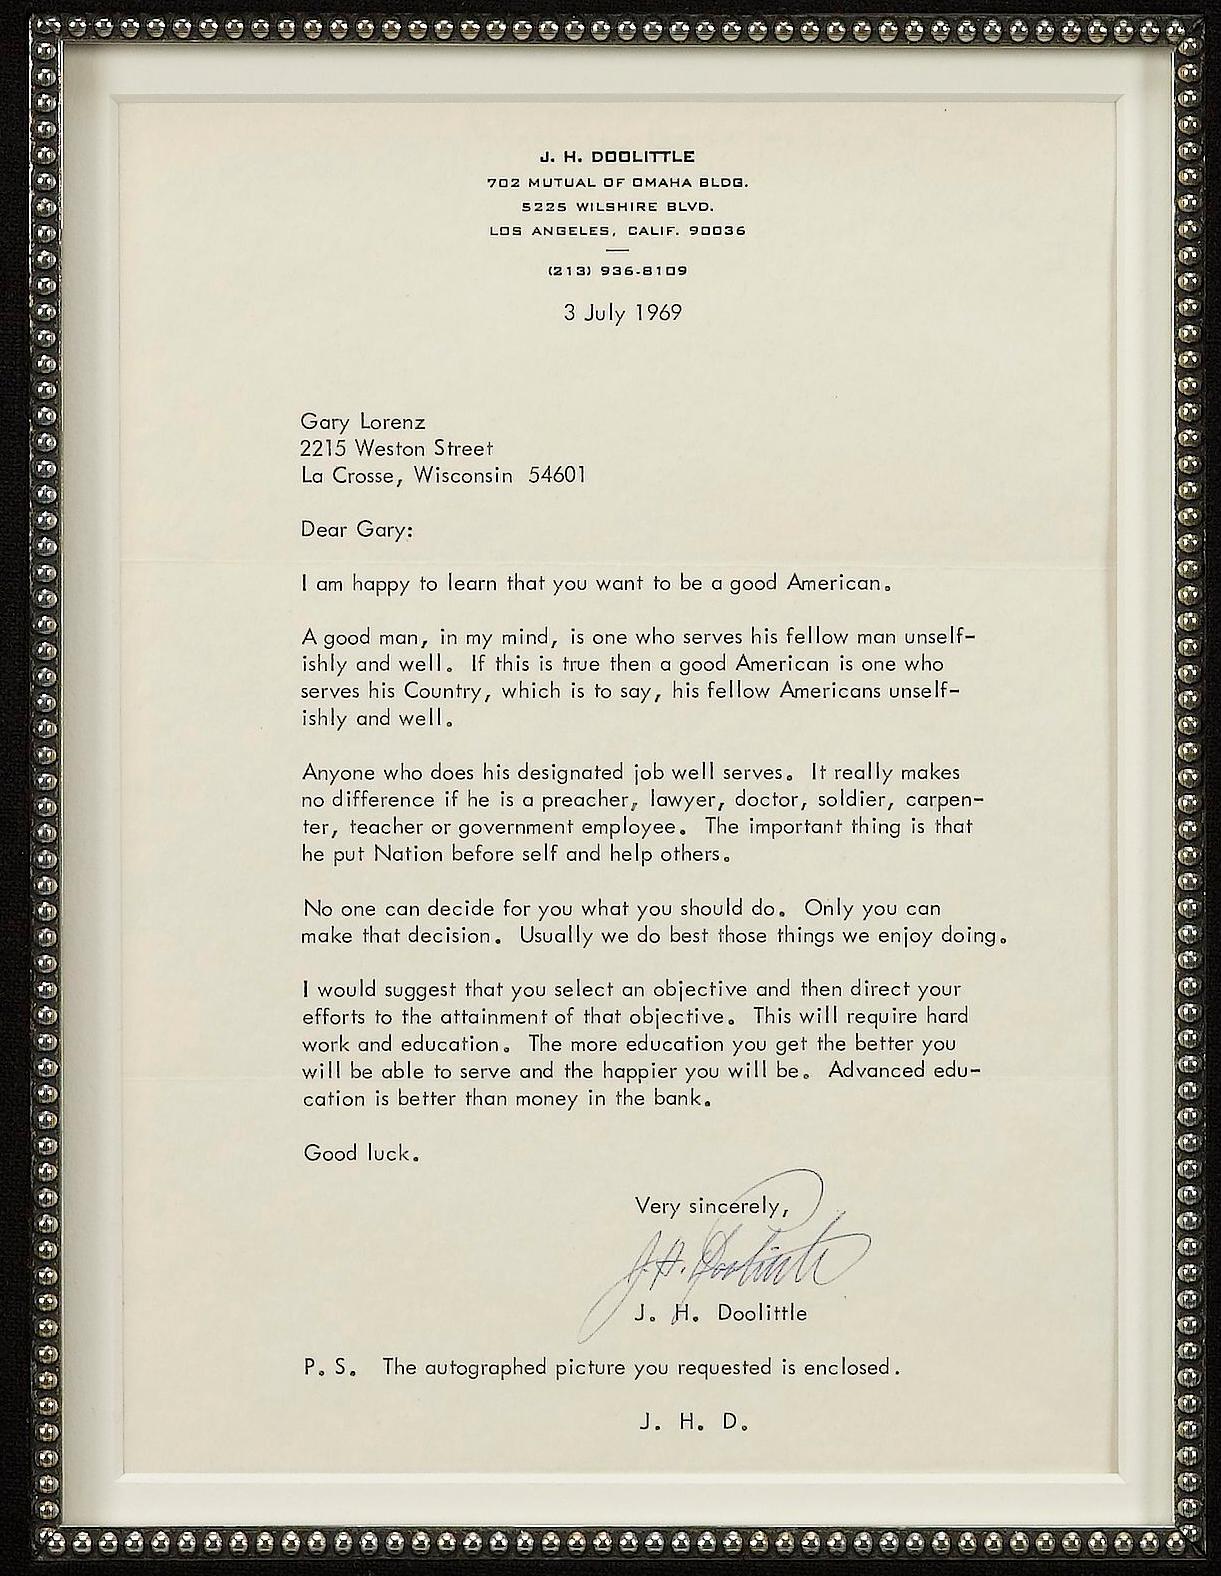 J. H. DOOLITTLE
702 MUTUAL OF OMAHA BLDG.
5225 WILSHIRE BLVD.
LOS ANGELES, CALIF. 90036
(213) 936-8109
3 July 1969
Gary Lorenz
2215 Weston Street
La Crosse, Wisconsin  54601
Dear Gary:
I am happy to learn that you want to be a good American.
A good man, in my mind, is one who serves his fellow man unself-
ishly and well.  If this is true then a good American is one who
serves his Country, which is to say, his fellow Americans unself-
ishly and well.
Anyone who does his designated job well serves.  It really makes
no difference if he is a preacher, lawyer, doctor, soldier, carpen-
ter, teacher or government employee.  The important thing is that
he put Nation before self and help others.
No one can decide for you what you should do.  Only you can
make that decision.  Usually we do best those things we enjoy doing.
I would suggest that you select an objective and then direct your
efforts to the attainment of that objective.  This will require hard
work and education.  The more education you get the better you
will be able to serve and the happier you will be.  Advanced edu-
cation is better than money in the bank.
Good luck.
Very sincerely,
J. H. Doolittle
J. H. Doolittle
P. S.  The autographed picture you requested is enclosed.
J. H. D.